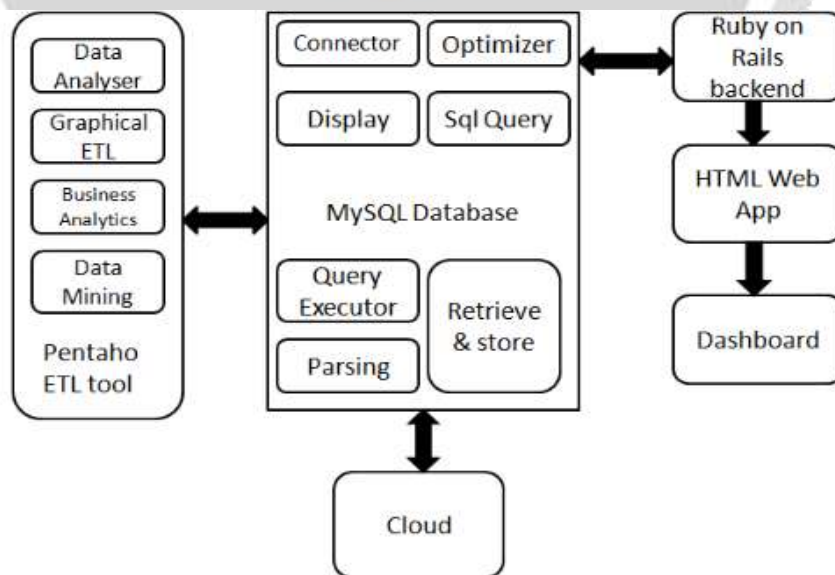 Data
Analyser
Graphical
ETL
Business
Analytics
Data
Mining
Pentaho
ETL tool
Connector
Optimizer
Display
Sql Query
MySQL Database
Query
Executor
Retrieve
& store
Parsing
Cloud
Ruby on
Rails
backend
HTML Web
App
Dashboard